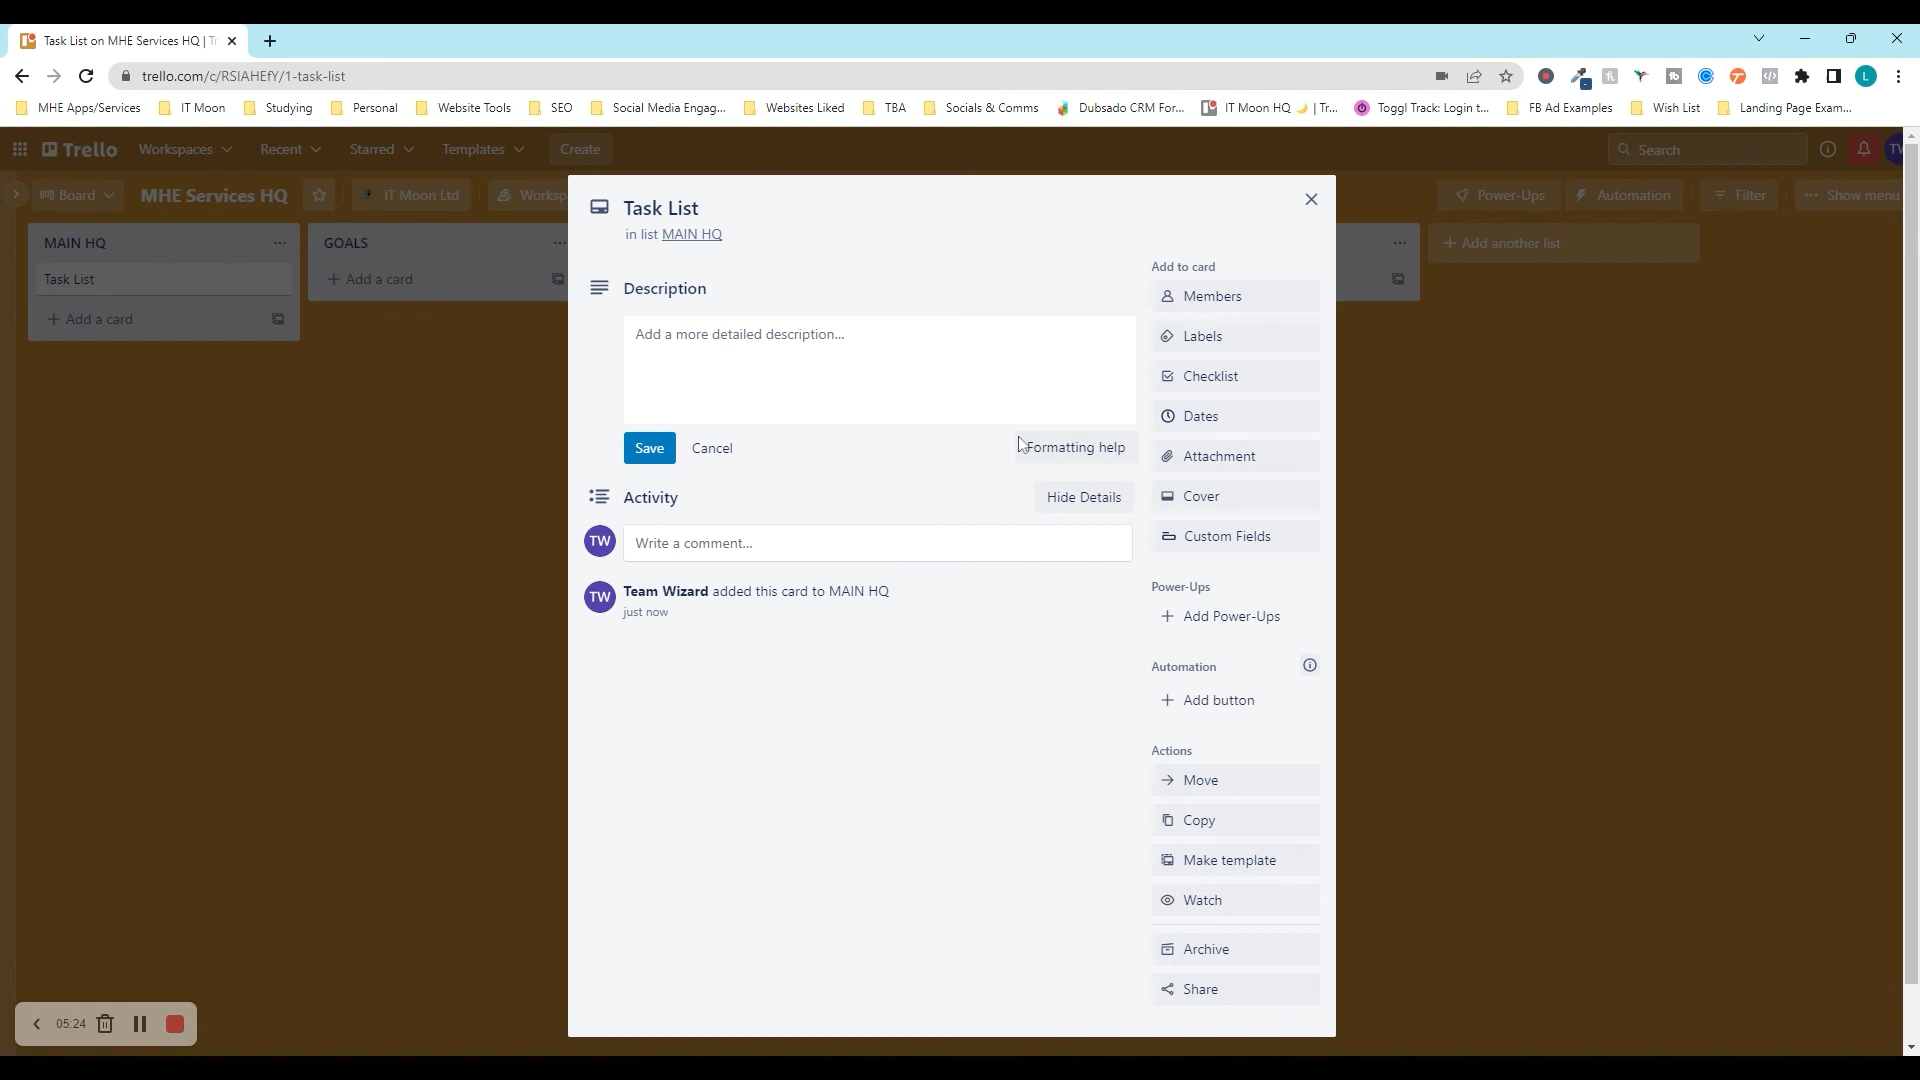 Task List on MHE Services HQ | Tr
trello.com/c/RSIAHEfY/1-task-list
MHE Apps/Services
IT Moon
Studying
Personal
Website Tools
SEO
Social Media Engag...
Websites Liked
TBA
Socials & Comms
Dubsado CRM For...
IT Moon HQ 🌙 | Tr...
Toggl Track: Login t...
FB Ad Examples
Wish List
Landing Page Exam...
Trello
Workspaces
Recent
Starred
Templates
Create
Search
TW
Board
MHE Services HQ
IT Moon Ltd
Worksp
Power-Ups
Automation
Filter
Show menu
MAIN HQ
Task List
+ Add a card
GOALS
+ Add a card
+ Add another list
Task List
in list MAIN HQ
Description
Add a more detailed description...
Save
Cancel
Formatting help
Activity
Hide Details
TW
Write a comment...
TW
Team Wizard added this card to MAIN HQ
just now
Add to card
Members
Labels
Checklist
Dates
Attachment
Cover
Custom Fields
Power-Ups
+ Add Power-Ups
Automation
+ Add button
Actions
Move
Copy
Make template
Watch
Archive
Share
05:24